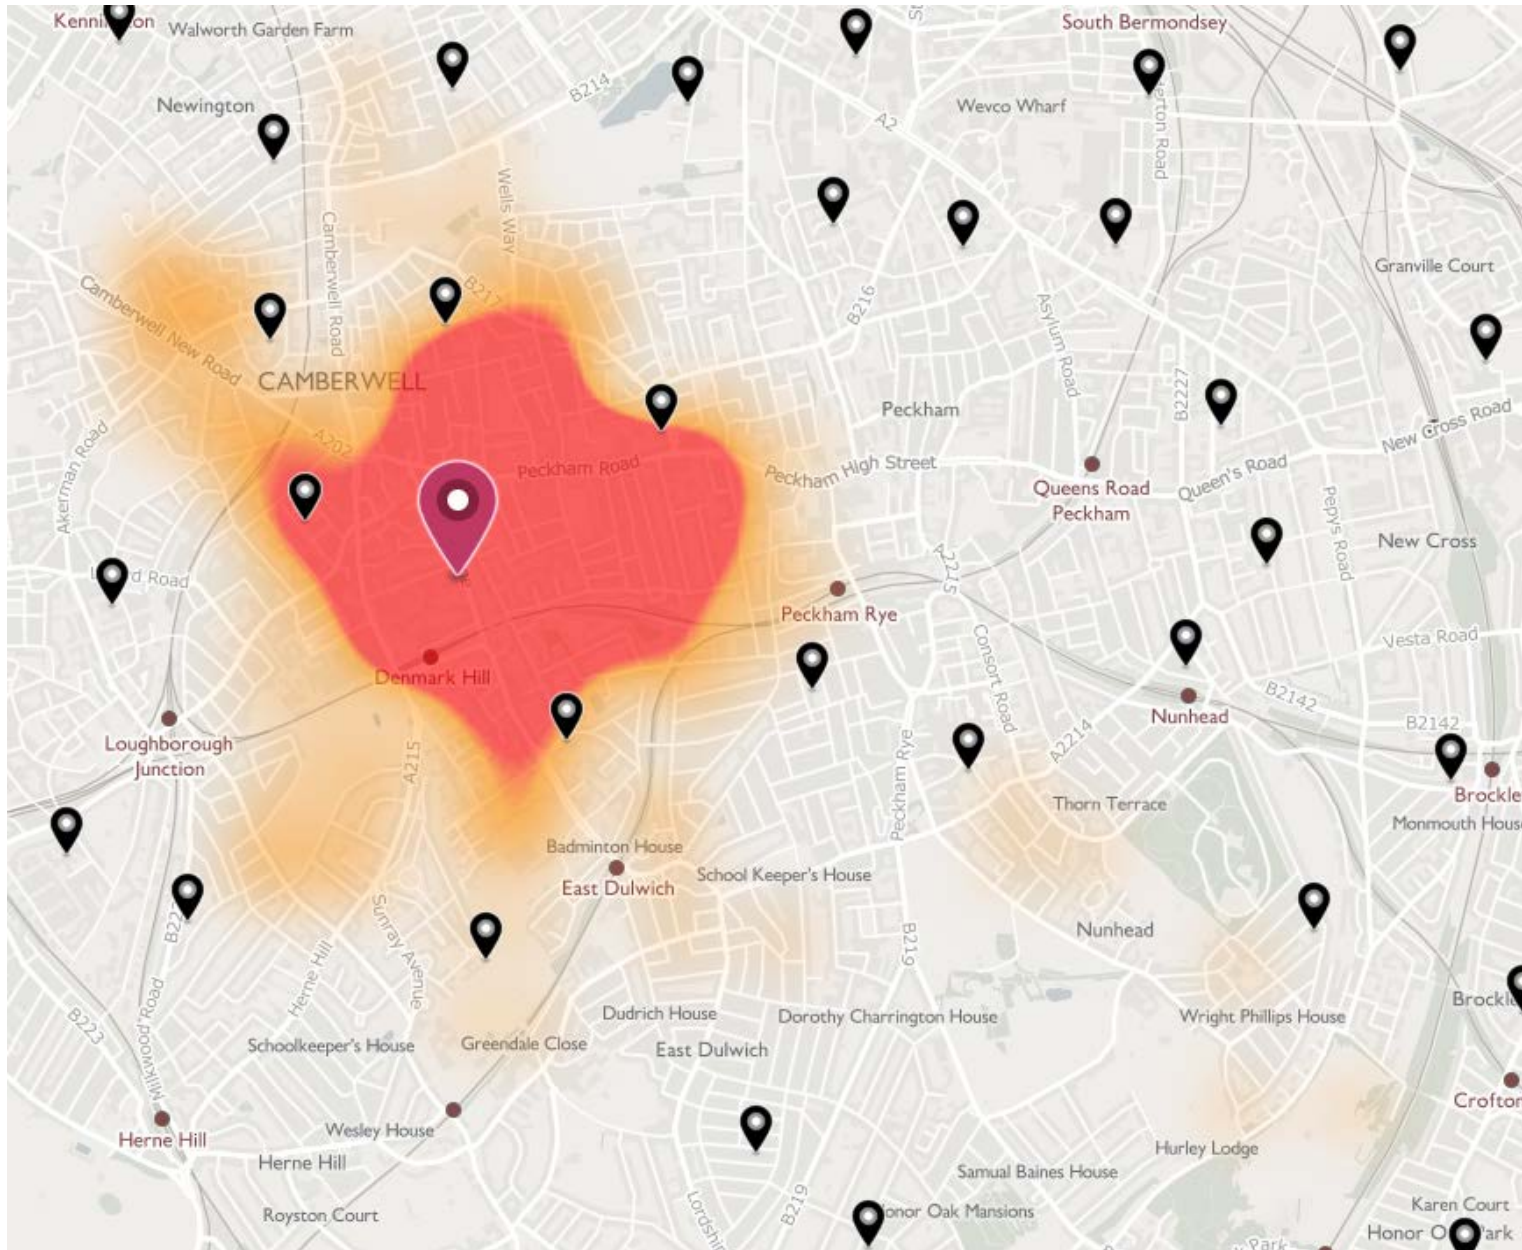 Walworth Garden Farm
South Bermondsey
B214
Newington
A2
Wevco Wharf
Wells Way
Camberwell Road
Granville Court
Camberwell New Road
B217
B216
Asylum Road
CAMBERWELL
B2227
Peckham
New Cross Road
A202
Akerman Road
Peckham Road
Peckham High Street
Queens Road
Peckham
Queen's Road
Pepys Road
New Cross
A2215
Peckham Rye
Consort Road
Vesta Road
Denmark Hill
B2142
Nunhead
B2142
Loughborough
Junction
A215
A2214
Peckham Rye
Thorn Terrace
Brockle
Monmouth House
Badminton House
East Dulwich
School Keeper's House
Sunray Avenue
Nunhead
B219
Herne Hill
Milkwood Road
B223
Dudrich House
Dorothy Charrington House
Wright Phillips House
Schoolkeeper's House
Greendale Close
East Dulwich
Crofton
Herne Hill
Wesley House
Herne Hill
Hurley Lodge
Samual Baines House
B219
Royston Court
Karen Court